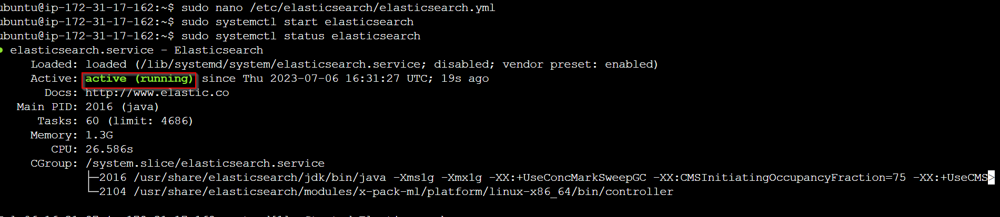 ubuntu@ip-172-31-17-162:~$ sudo nano /etc/elasticsearch/elasticsearch.yml
ubuntu@ip-172-31-17-162:~$ sudo systemctl start elasticsearch
ubuntu@ip-172-31-17-162:~$ sudo systemctl status elasticsearch
● elasticsearch.service - Elasticsearch
Loaded: loaded (/lib/systemd/system/elasticsearch.service; disabled; vendor preset: enabled)
Active: active (running) since Thu 2023-07-06 16:31:27 UTC; 19s ago
Docs: http://www.elastic.co
Main PID: 2016 (java)
Tasks: 60 (limit: 4686)
Memory: 1.3G
CPU: 26.586s
CGroup: /system.slice/elasticsearch.service
├─2016 /usr/share/elasticsearch/jdk/bin/java -Xms1g -Xmx1g -XX:+UseConcMarkSweepGC -XX:CMSInitiatingOccupancyFraction=75 -XX:+UseCMS>
└─2104 /usr/share/elasticsearch/modules/x-pack-ml/platform/linux-x86_64/bin/controller